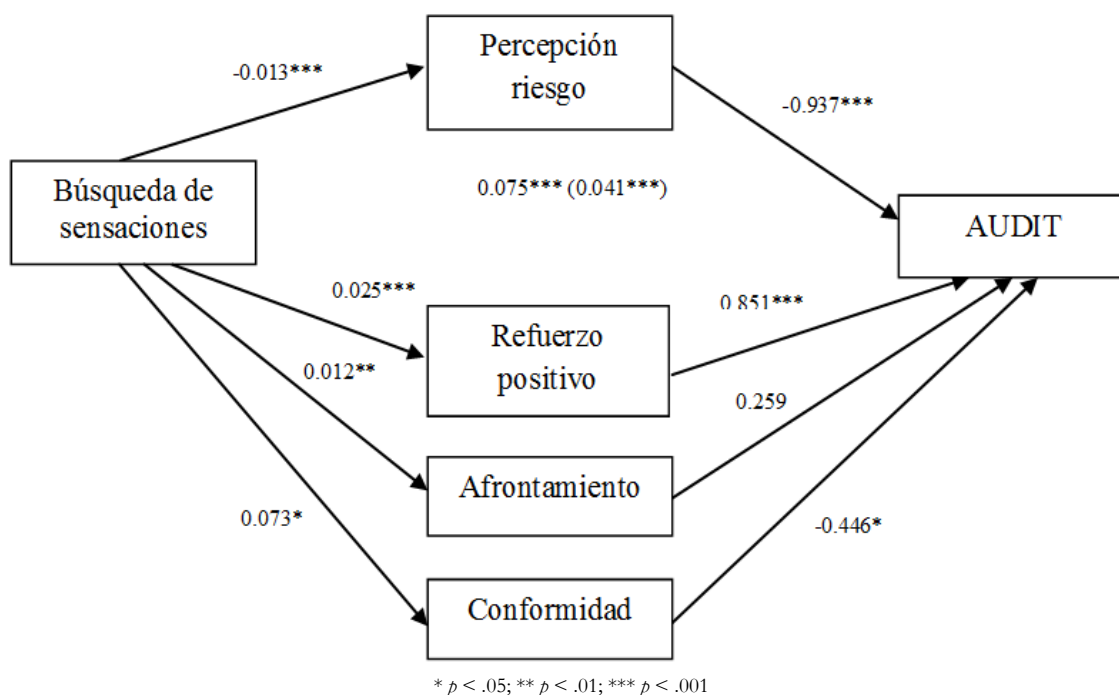 Percepción
riesgo
-0.013***
-0.937***
Búsqueda de
sensaciones
0.075*** (0.041***)
AUDIT
0.025***
0.851***
Refuerzo
positivo
0.012**
0.259
Afrontamiento
0.073*
-0.446*
Conformidad
* p < .05; ** p < .01; *** p < .001